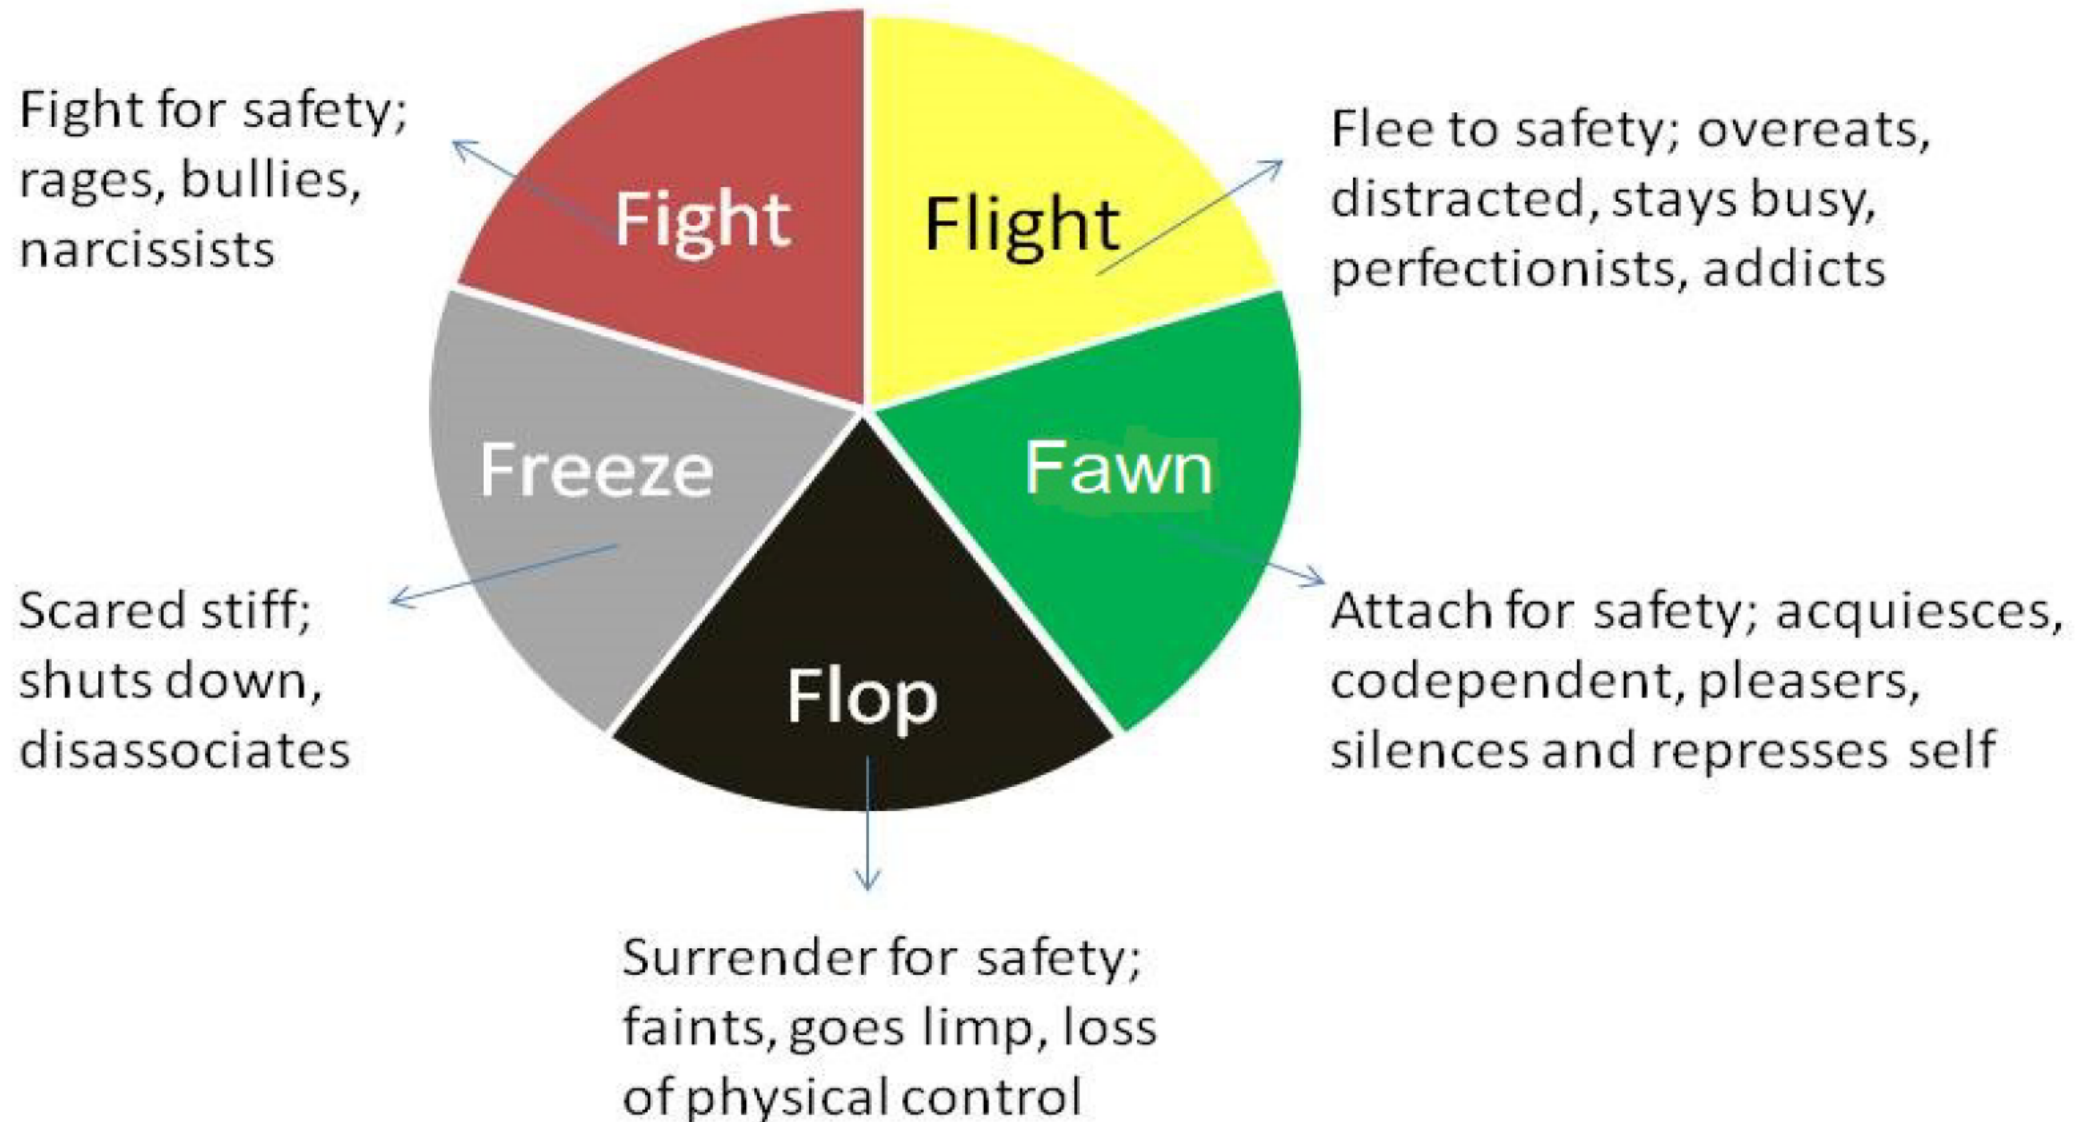 Fight for safety;
rages, bullies,
narcissists
Fight
Flight
Flee to safety; overeats,
distracted, stays busy,
perfectionists, addicts
Freeze
Fawn
Scared stiff;
shuts down,
disassociates
Flop
Attach for safety; acquiesces,
codependent, pleasers,
silences and represses self
Surrender for safety;
faints, goes limp, loss
of physical control